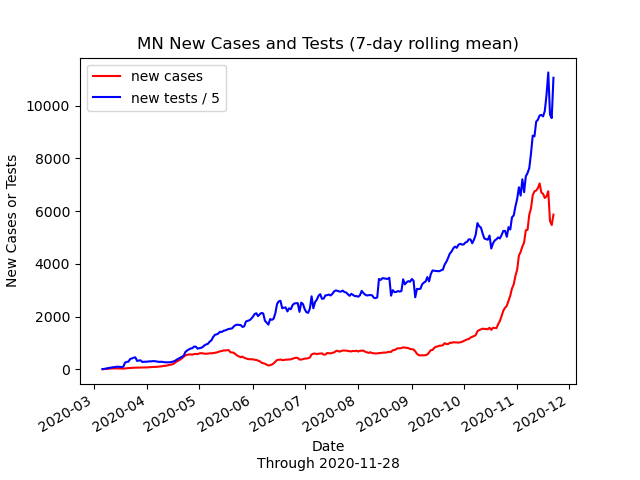 MN New Cases and Tests (7-day rolling mean)
new cases
new tests / 5
New Cases or Tests
10000
8000
6000
4000
2000
0
2020-03
2020-04
2020-05
2020-06
2020-07
2020-08
2020-09
2020-10
2020-11
2020-12
Date
Through 2020-11-28